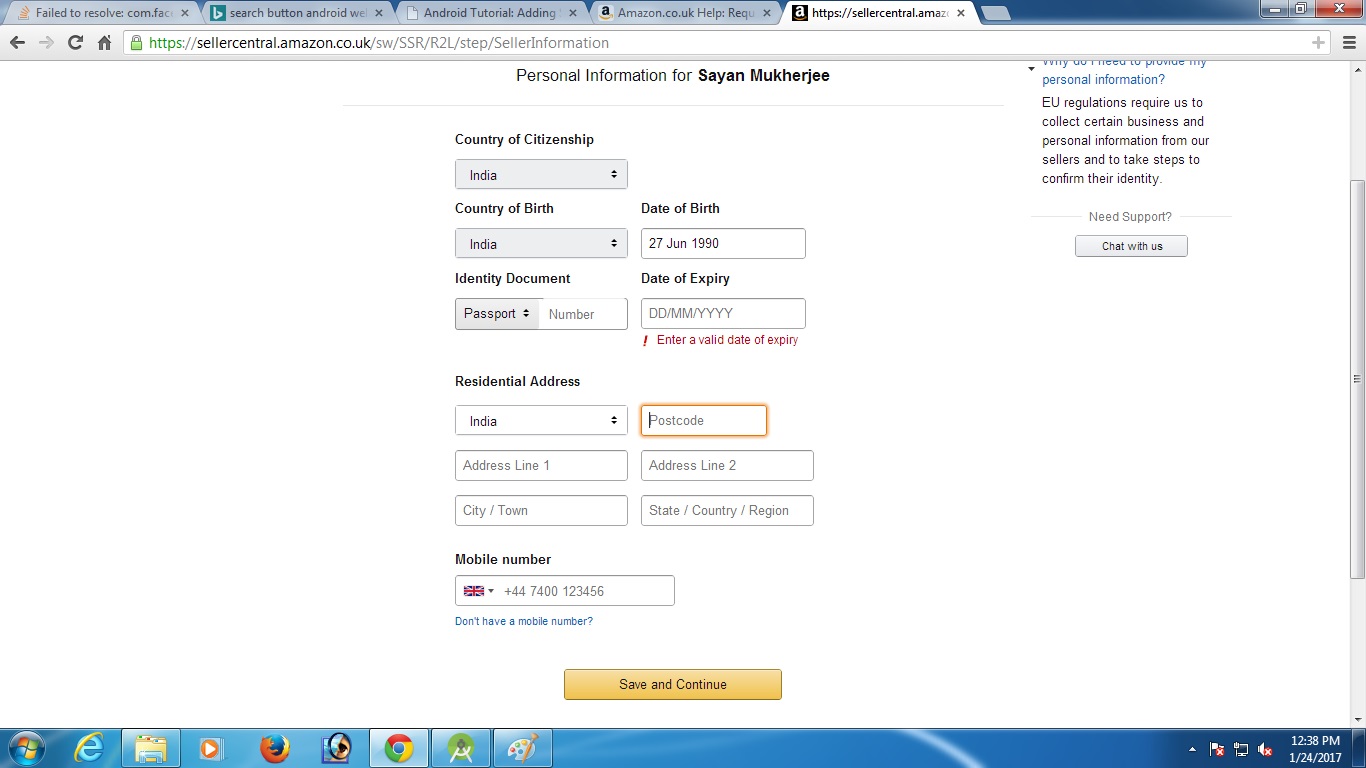 Failed to resolve: com.face
search button android wel
Android Tutorial: Adding
Amazon.co.uk Help: Requ
https://sellercentral.amaz
https://sellercentral.amazon.co.uk/sw/SSR/R2L/step/SellerInformation
Personal Information for Sayan Mukherjee
Why do I need to provide my
personal information?
EU regulations require us to
collect certain business and
personal information from our
sellers and to take steps to
confirm their identity.
Need Support?
Chat with us
Country of Citizenship
India
Country of Birth
Date of Birth
India
27 Jun 1990
Identity Document
Date of Expiry
Passport
Number
DD/MM/YYYY
! Enter a valid date of expiry
Residential Address
India
Postcode
Address Line 1
Address Line 2
City / Town
State / Country / Region
Mobile number
+44 7400 123456
Don't have a mobile number?
Save and Continue
12:38 PM
1/24/2017